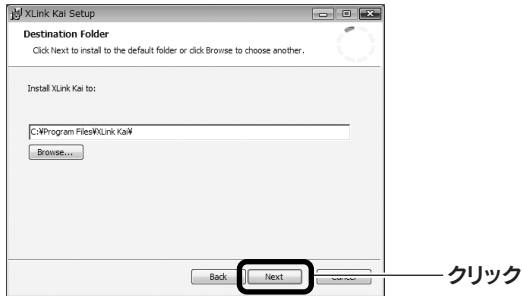 XLink Kai Setup
Destination Folder
Click Next to install to the default folder or click Browse to choose another.
Install XLink Kai to:
C:¥Program Files¥XLink Kai¥
Browse...
Back Next Cancel
クリック